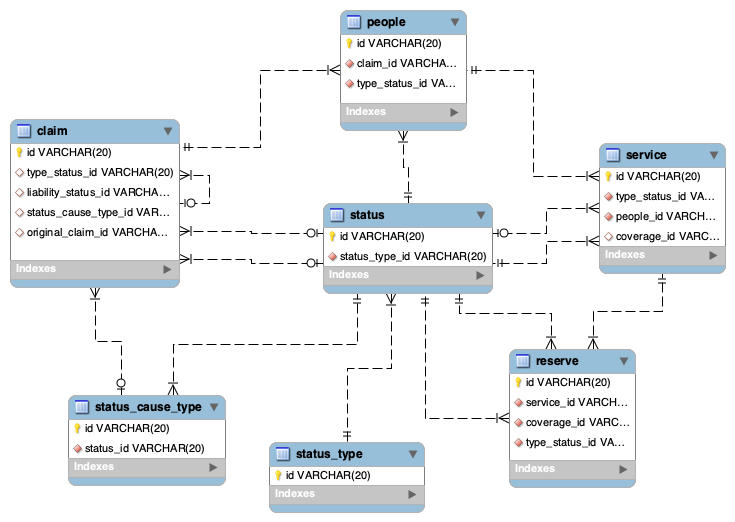 people
id VARCHAR(20)
claim_id VARCHA...
type_status_id VA...
Indexes
claim
id VARCHAR(20)
type_status_id VARCHAR(20)
liability_status_id VARCHA...
status_cause_type_id VAR...
original_claim_id VARCHA...
Indexes
service
id VARCHAR(20)
type_status_id VA...
people_id VARCH...
coverage_id VARC...
Indexes
status
id VARCHAR(20)
status_type_id VARCHAR(20)
Indexes
reserve
id VARCHAR(20)
service_id VARCH...
coverage_id VARC...
type_status_id VA...
Indexes
status_cause_type
id VARCHAR(20)
status_id VARCHAR(20)
Indexes
status_type
id VARCHAR(20)
Indexes